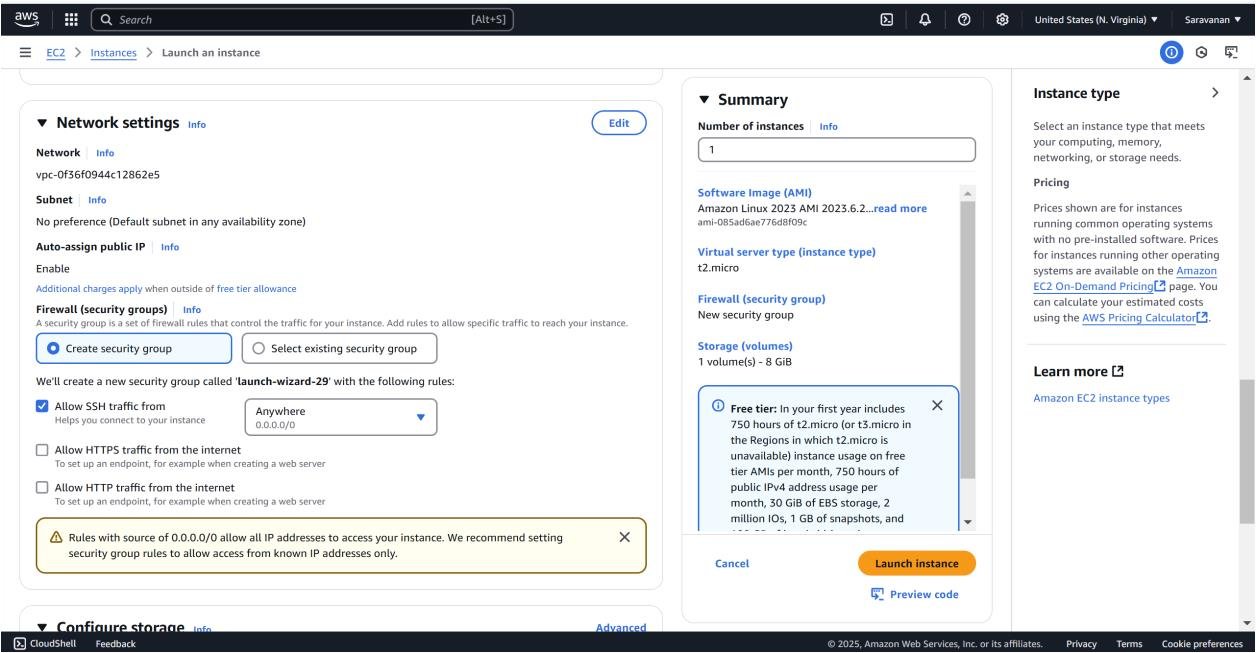 aws
Search
[Alt+S]
United States (N. Virginia)
Saravanan
EC2
Instances
Launch an instance
Network settings
Info
Edit
Network
Info
vpc-0f36f0944c12862e5
Subnet
Info
No preference (Default subnet in any availability zone)
Auto-assign public IP
Info
Enable
Additional charges apply when outside of free tier allowance
Firewall (security groups)
Info
A security group is a set of firewall rules that control the traffic for your instance. Add rules to allow specific traffic to reach your instance.
Create security group
Select existing security group
We'll create a new security group called 'launch-wizard-29' with the following rules:
Allow SSH traffic from
Helps you connect to your instance
Anywhere
0.0.0.0/0
Allow HTTPS traffic from the internet
To set up an endpoint, for example when creating a web server
Allow HTTP traffic from the internet
To set up an endpoint, for example when creating a web server
Rules with source of 0.0.0.0/0 allow all IP addresses to access your instance. We recommend setting
security group rules to allow access from known IP addresses only.
Configure storage
Info
Advanced
Summary
Number of instances
Info
1
Software Image (AMI)
Amazon Linux 2023 AMI 2023.6.2...read more
ami-085ad6ae776d8f09c
Virtual server type (instance type)
t2.micro
Firewall (security group)
New security group
Storage (volumes)
1 volume(s) - 8 GiB
Free tier: In your first year includes
750 hours of t2.micro (or t3.micro in
the Regions in which t2.micro is
unavailable) instance usage on free
tier AMIs per month, 750 hours of
public IPv4 address usage per
month, 30 GiB of EBS storage, 2
million IOs, 1 GB of snapshots, and
Cancel
Launch instance
Preview code
Instance type
Select an instance type that meets
your computing, memory,
networking, or storage needs.
Pricing
Prices shown are for instances
running common operating systems
with no pre-installed software. Prices
for instances running other operating
systems are available on the Amazon
EC2 On-Demand Pricing page. You
can calculate your estimated costs
using the AWS Pricing Calculator.
Learn more
Amazon EC2 instance types
CloudShell
Feedback
© 2025, Amazon Web Services, Inc. or its affiliates.
Privacy
Terms
Cookie preferences